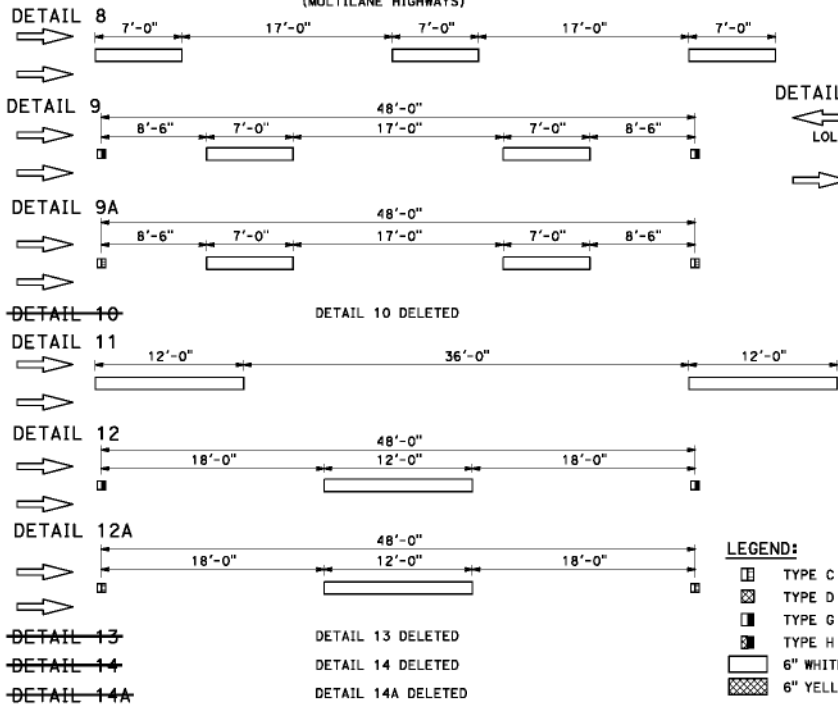 (MULTILANE HIGHWAYS)
DETAIL 8
7'-0" 17'-0" 7'-0" 17'-0" 7'-0"
DETAIL 9
48'-0"
8'-6" 7'-0" 17'-0" 7'-0" 8'-6"
DETAIL 9A
48'-0"
8'-6" 7'-0" 17'-0" 7'-0" 8'-6"
DETAIL 10 DETAIL 10 DELETED
DETAIL 11
12'-0" 36'-0" 12'-0"
DETAIL 12
48'-0"
18'-0" 12'-0" 18'-0"
DETAIL 12A
48'-0"
18'-0" 12'-0" 18'-0"
DETAIL 13 DETAIL 13 DELETED
DETAIL 14 DETAIL 14 DELETED
DETAIL 14A DETAIL 14A DELETED
DETAIL
LOL
LEGEND:
TYPE C
TYPE D
TYPE G
TYPE H
6" WHIT
6" YELL